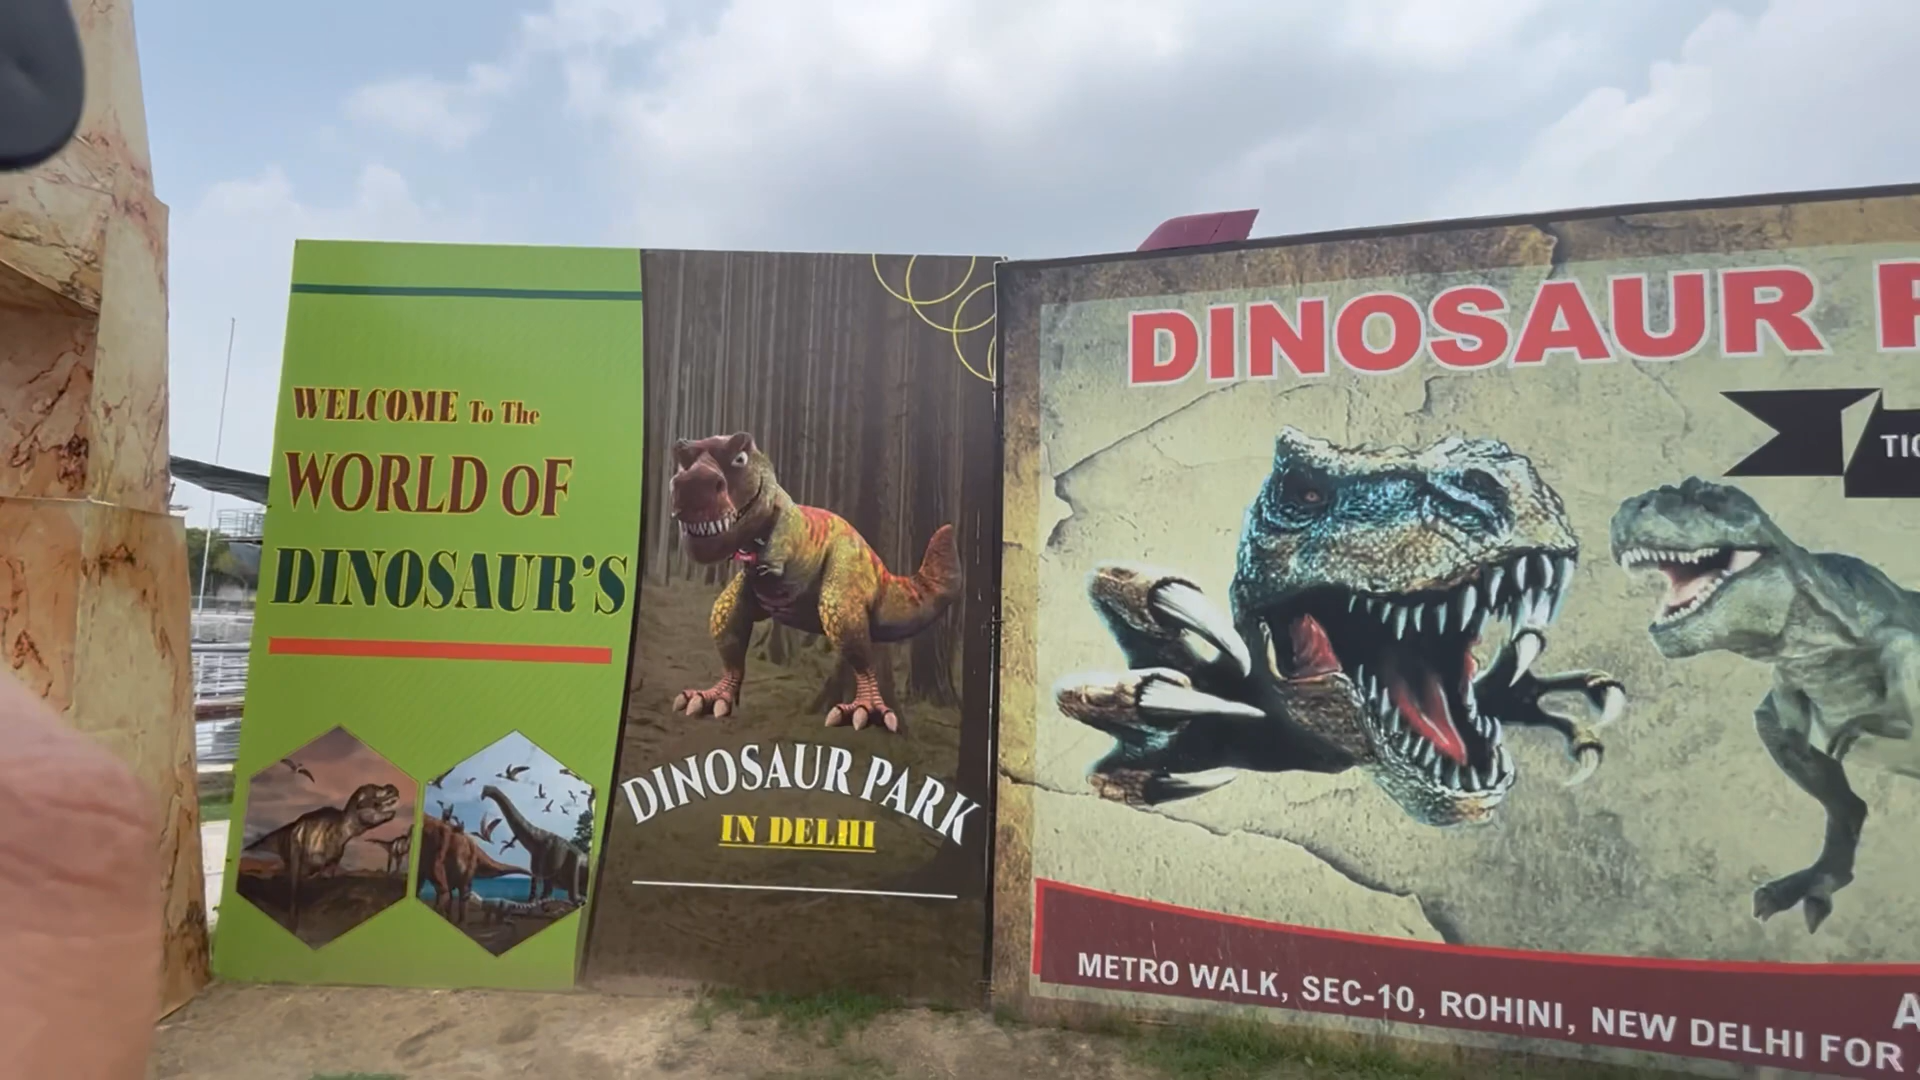 WELCOME To The
WORLD OF
DINOSAUR'S
DINOSAUR PARK
IN DELHI
DINOSAUR
METRO WALK, SEC-10, ROHINI, NEW DELHI FOR